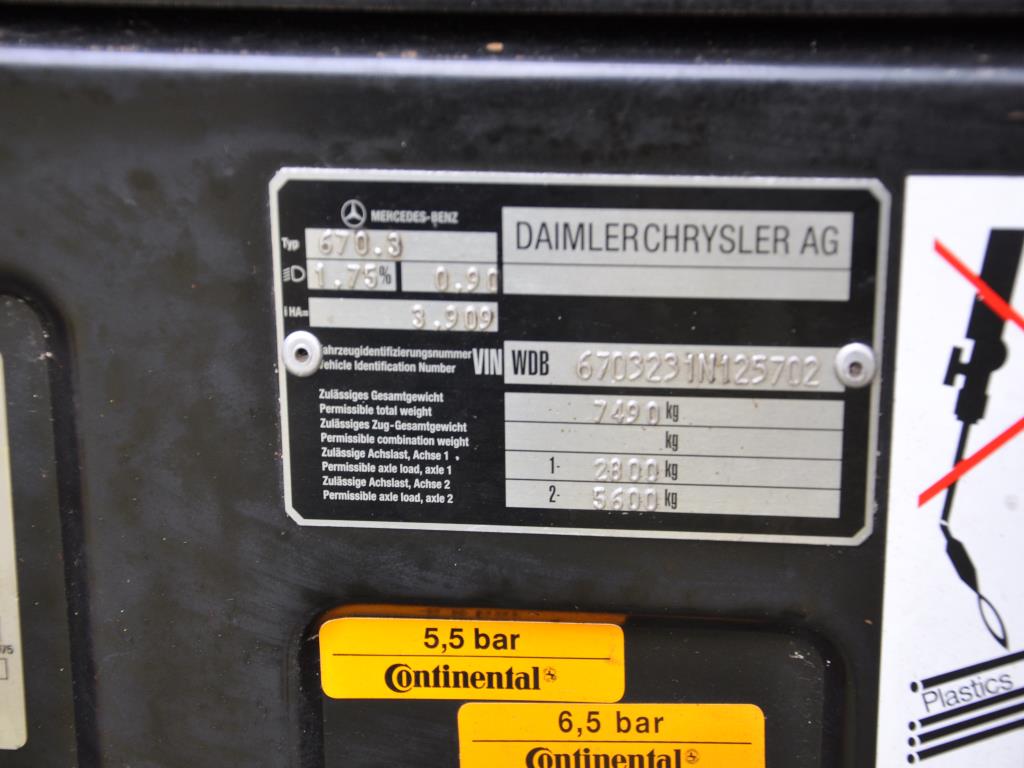 MERCEDES-BENZ
DAIMLERCHRYSLER AG
Typ 670.3
1.75% 0.90
i HA= 3.909
Fahrzeugidentifizierungsnummer
Vehicle Identification Number
VIN WDB 6703231N125702
Zulässiges Gesamtgewicht
Permissible total weight
7490 kg
Zulässiges Zug-Gesamtgewicht
Permissible combination weight
kg
Zulässige Achslast, Achse 1
Permissible axle load, axle 1
1- 2800 kg
Zulässige Achslast, Achse 2
Permissible axle load, axle 2
2- 5600 kg
5,5 bar
Continental
6,5 bar
Continental
Plastics